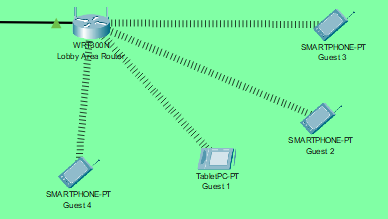 SMARTPHONE-PT
Guest 3
WRT300N
Lobby Area Router
SMARTPHONE-PT
Guest 2
TabletPC-PT
Guest 1
SMARTPHONE-PT
Guest 4